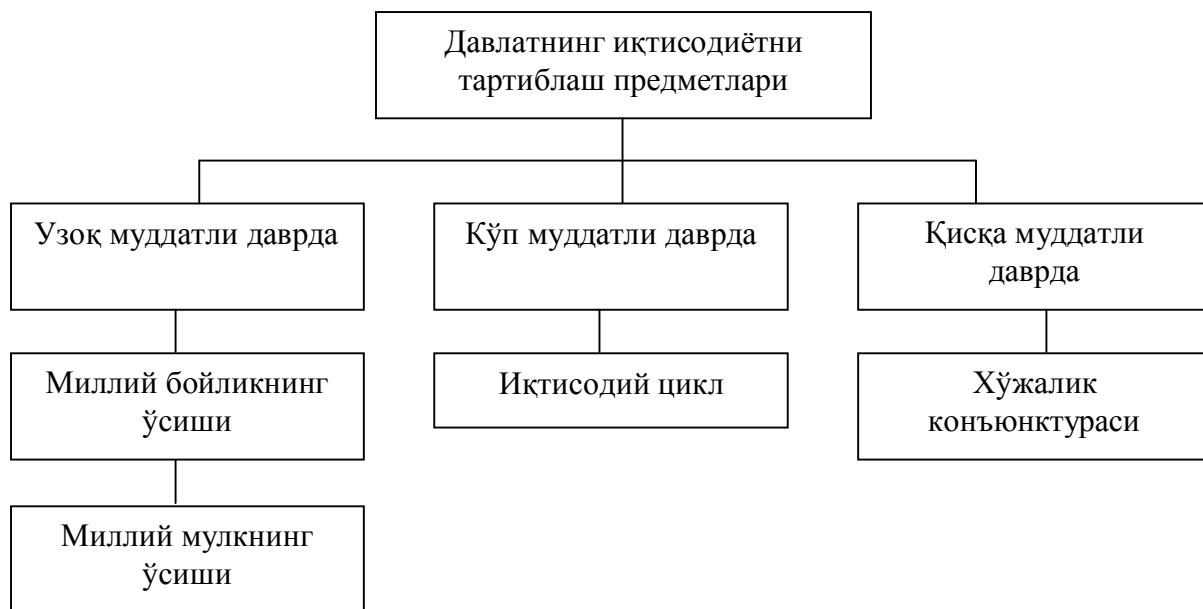 Давлатнинг иқтисодиётни
тартиблаш предметлари
Узоқ муддатли даврда
Кўп муддатли даврда
Қисқа муддатли
даврда
Миллий бойликнинг
ўсиши
Иқтисодий цикл
Хўжалик
конъюнктураси
Миллий мулкнинг
ўсиши